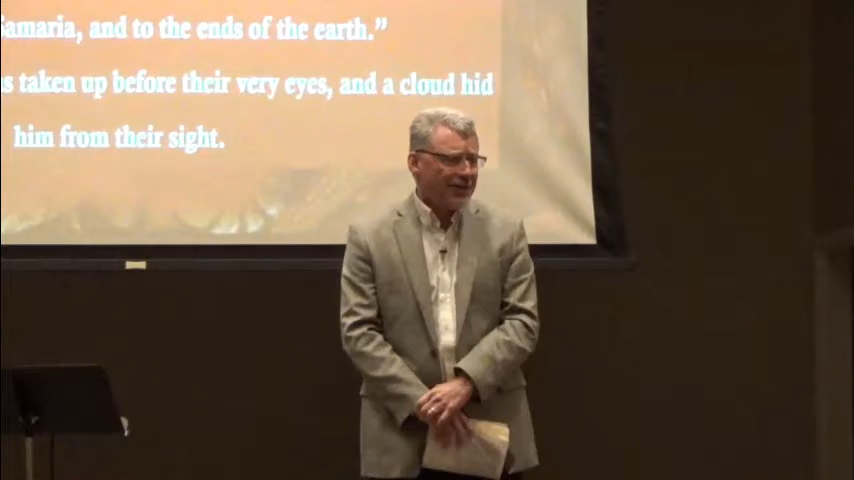 Samaria, and to the ends of the earth.”
s taken up before their very eyes, and a cloud hid
him from their sight.